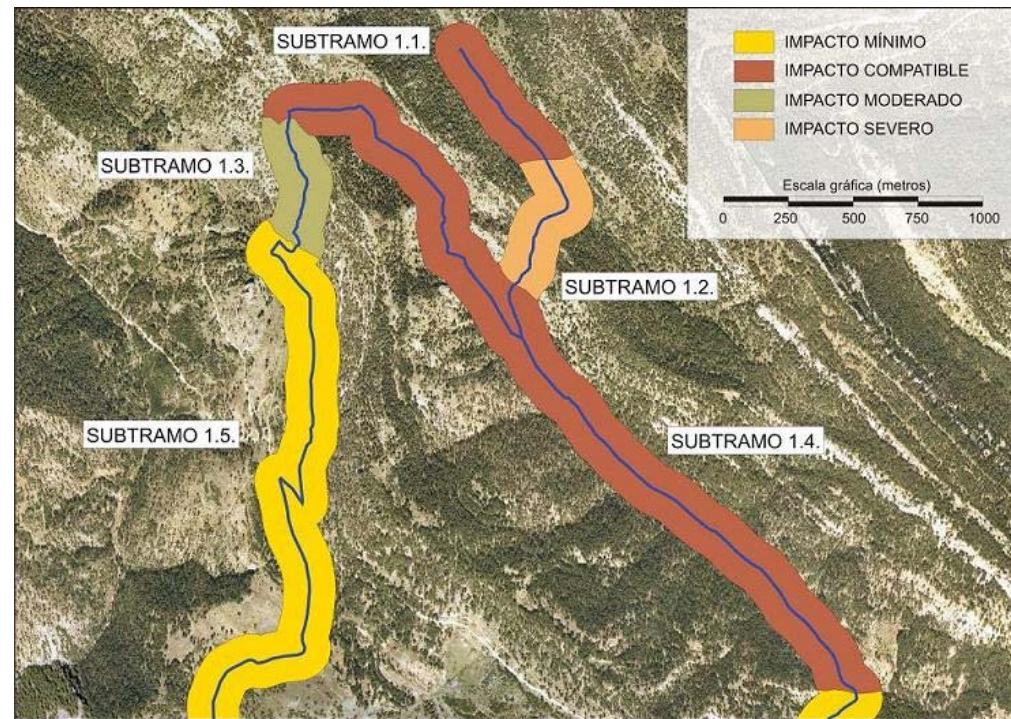 SUBTRAMO 1.1.
IMPACTO MÍNIMO
IMPACTO COMPATIBLE
IMPACTO MODERADO
IMPACTO SEVERO
Escala gráfica (metros)
0 250 500 750 1000
SUBTRAMO 1.3.
SUBTRAMO 1.2.
SUBTRAMO 1.5.
SUBTRAMO 1.4.